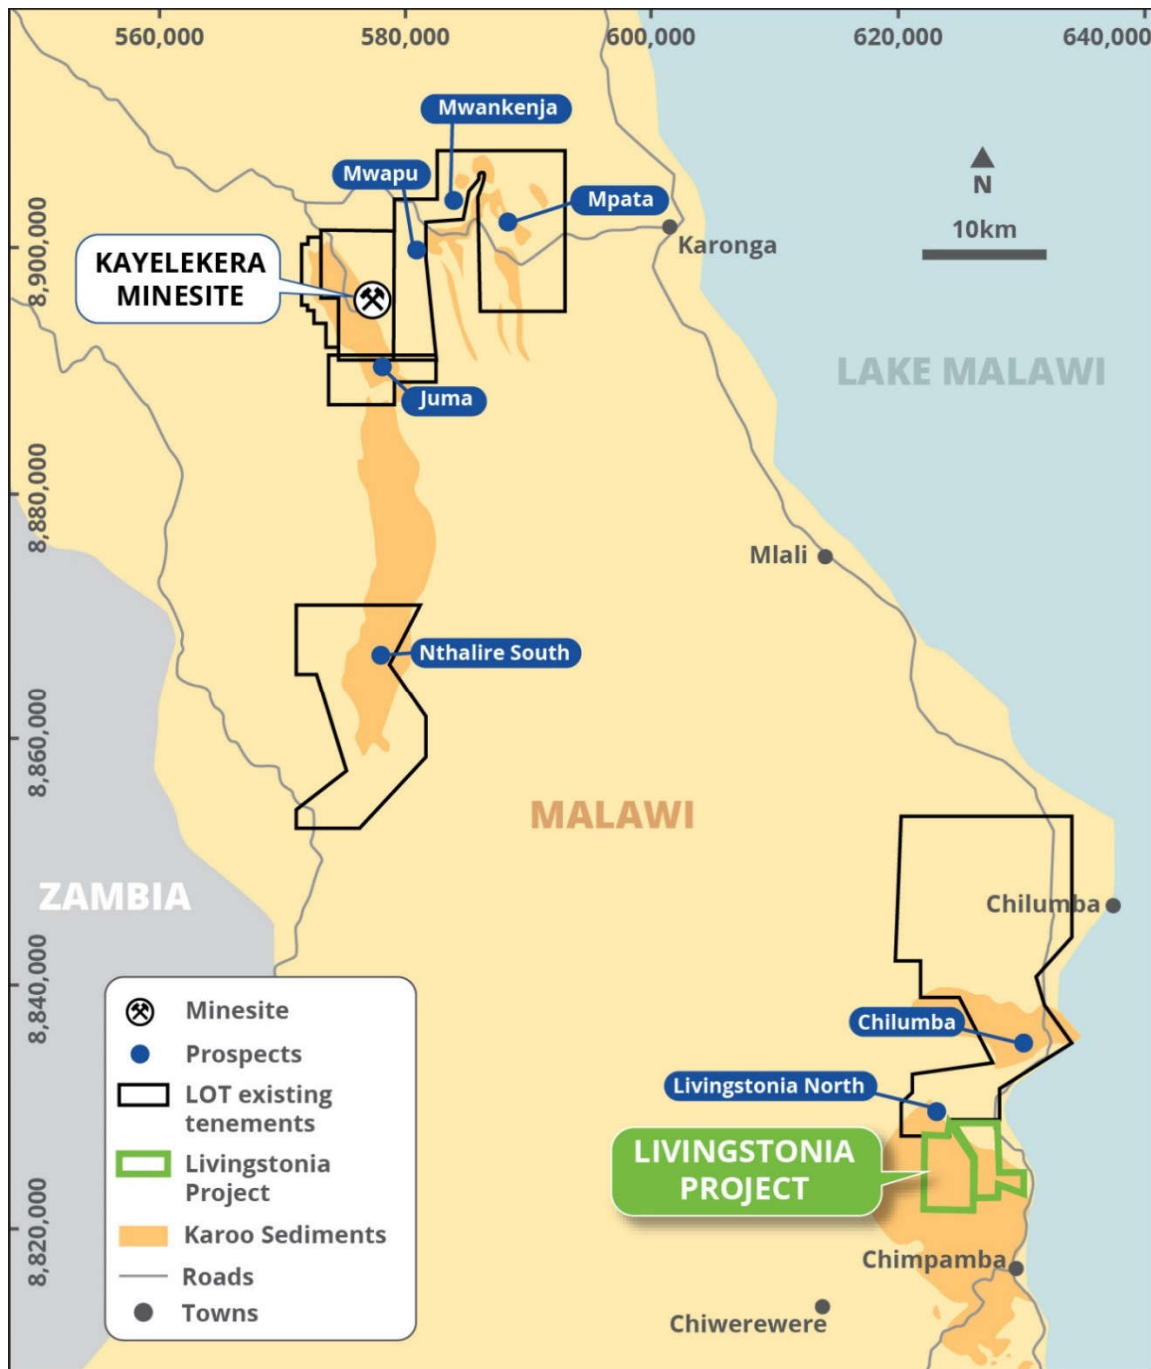 560,000
580,000
600,000
620,000
640,000
Mwankenja
Mwapu
Mpata
N
10km
8,900,000
KAYELEKERA
MINESITE
Karonga
LAKE MALAWI
Juma
8,880,000
Mlali
Nthalire South
8,860,000
MALAWI
ZAMBIA
Chilumba
8,840,000
Chilumba
Livingstonia North
LIVINGSTONIA
PROJECT
8,820,000
Chimpamba
Chiwerewere
Minesite
Prospects
LOT existing
tenements
Livingstonia
Project
Karoo Sediments
Roads
Towns